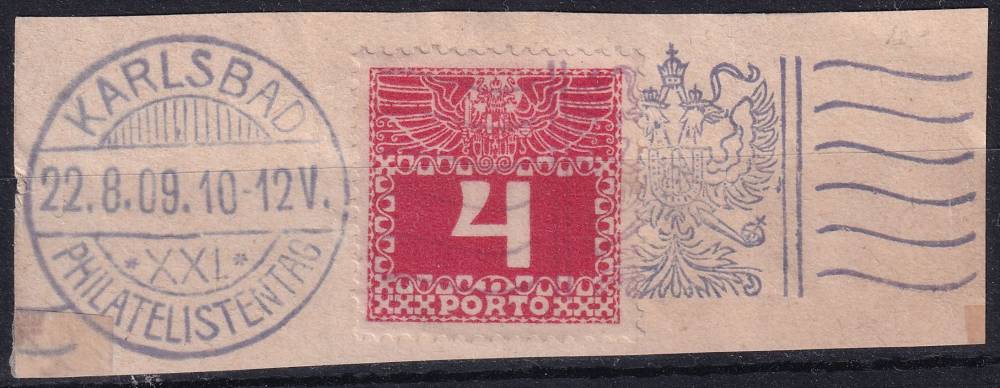 KARLSBAD
22.8.09.10-12V.
*XXI.*
PHILATELISTENTAG
4
PORTO